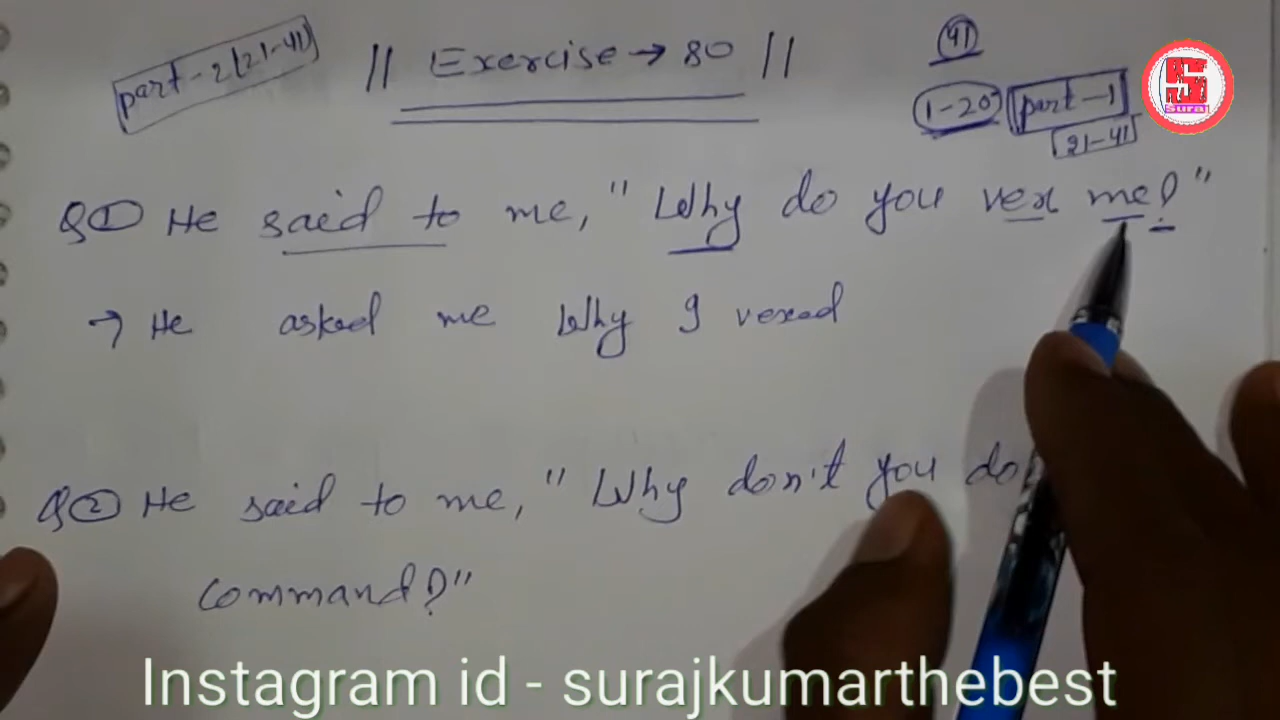 part-2 (21-41)
|| Exercise → 80 ||
41
1-20 part-1
21-41
S
Suraj
Q① He said to me, "Why do you vex me?"
→ He asked me Why I vexed
Q② He said to me, "Why don't you do
command?"
Instagram id - surajkumarthebest